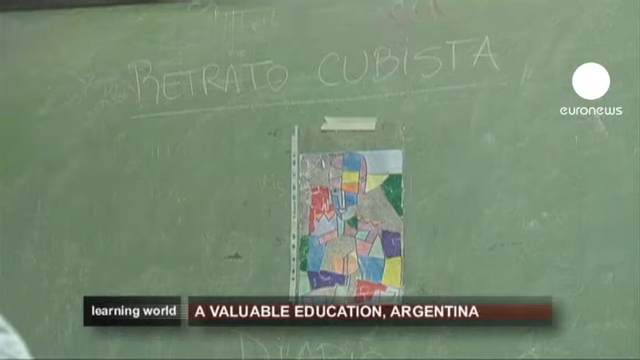 RETRATO CUBISTA
euronews
learning world
A VALUABLE EDUCATION, ARGENTINA